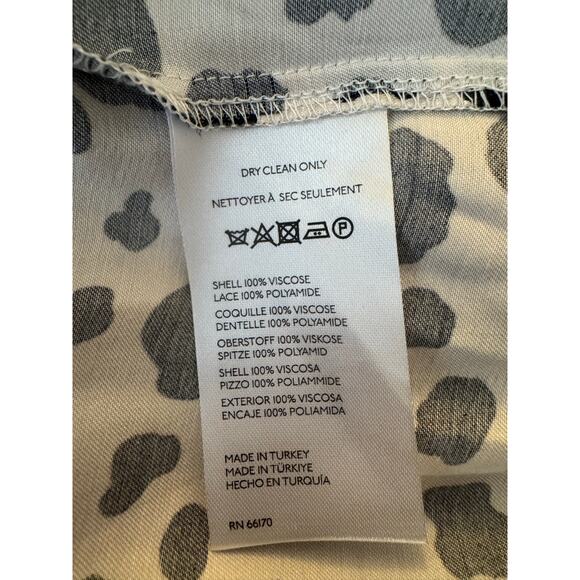 DRY CLEAN ONLY
NETTOYER À SEC SEULEMENT
P
SHELL 100% VISCOSE
LACE 100% POLYAMIDE
COQUILLE 100% VISCOSE
DENTELLE 100% POLYAMIDE
OBERSTOFF 100% VISKOSE
SPITZE 100% POLYAMID
SHELL 100% VISCOSA
PIZZO 100% POLIAMMIDE
EXTERIOR 100% VISCOSA
ENCAJE 100% POLIAMIDA
MADE IN TURKEY
MADE IN TÜRKIYE
HECHO EN TURQUÍA
RN 66170